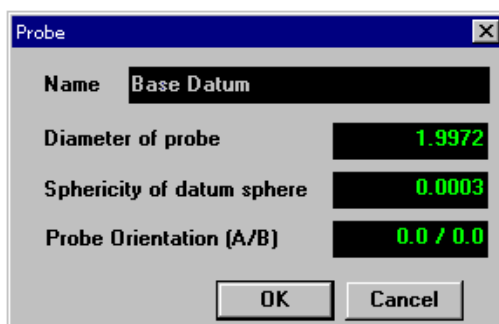 Probe
Name Base Datum
Diameter of probe 1.9972
Sphericity of datum sphere 0.0003
Probe Orientation (A/B) 0.0 / 0.0
OK Cancel